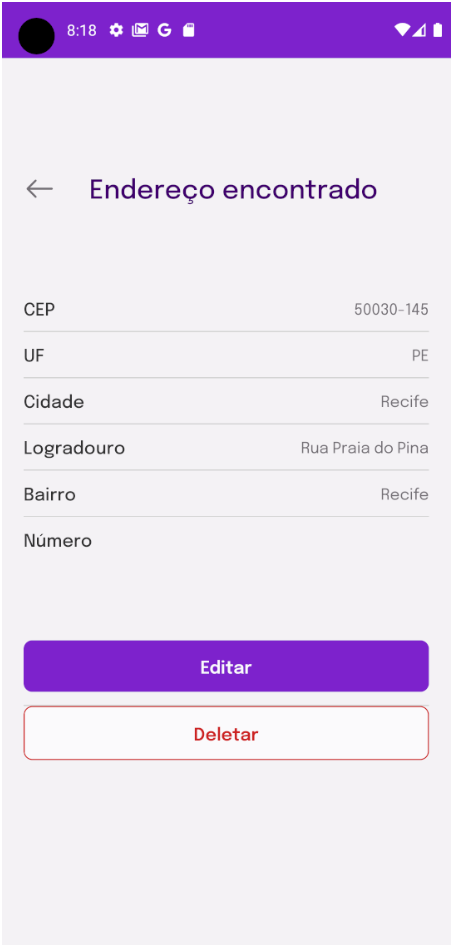 8:18 G
Endereço encontrado
CEP 50030-145
UF PE
Cidade Recife
Logradouro Rua Praia do Pina
Bairro Recife
Número
Editar
Deletar